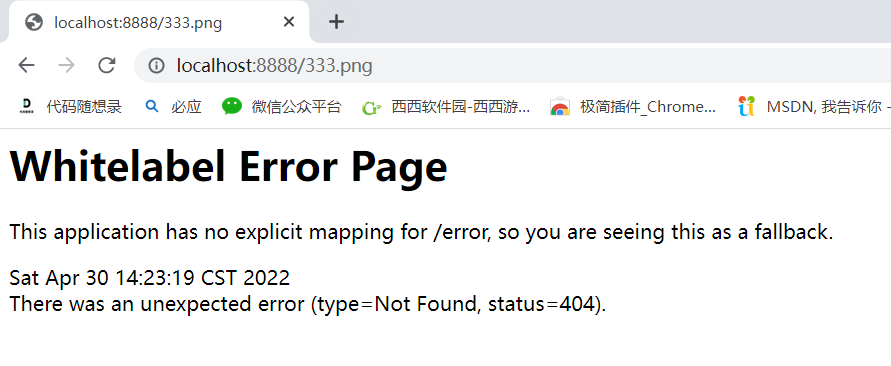 localhost:8888/333.png
localhost:8888/333.png
代码随想录 必应 微信公众平台 西西软件园-西西游... 极简插件_Chrome... MSDN, 我告诉你 -
Whitelabel Error Page
This application has no explicit mapping for /error, so you are seeing this as a fallback.
Sat Apr 30 14:23:19 CST 2022
There was an unexpected error (type=Not Found, status=404).